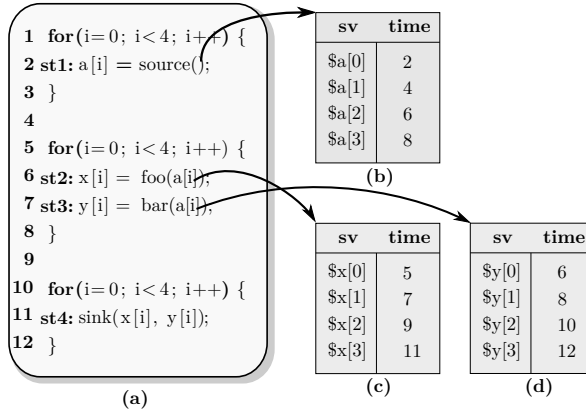 1 for(i=0; i<4; i++) {
2 st1: a[i] = source();
3 }
4
5 for(i=0; i<4; i++) {
6 st2: x[i] = foo(a[i]);
7 st3: y[i] = bar(a[i]),
8 }
9
10 for(i=0; i<4; i++) {
11 st4: sink(x[i], y[i]);
12 }
(a)
sv time
$a[0] 2
$a[1] 4
$a[2] 6
$a[3] 8
(b)
sv time
$x[0] 5
$x[1] 7
$x[2] 9
$x[3] 11
(c)
sv time
$y[0] 6
$y[1] 8
$y[2] 10
$y[3] 12
(d)